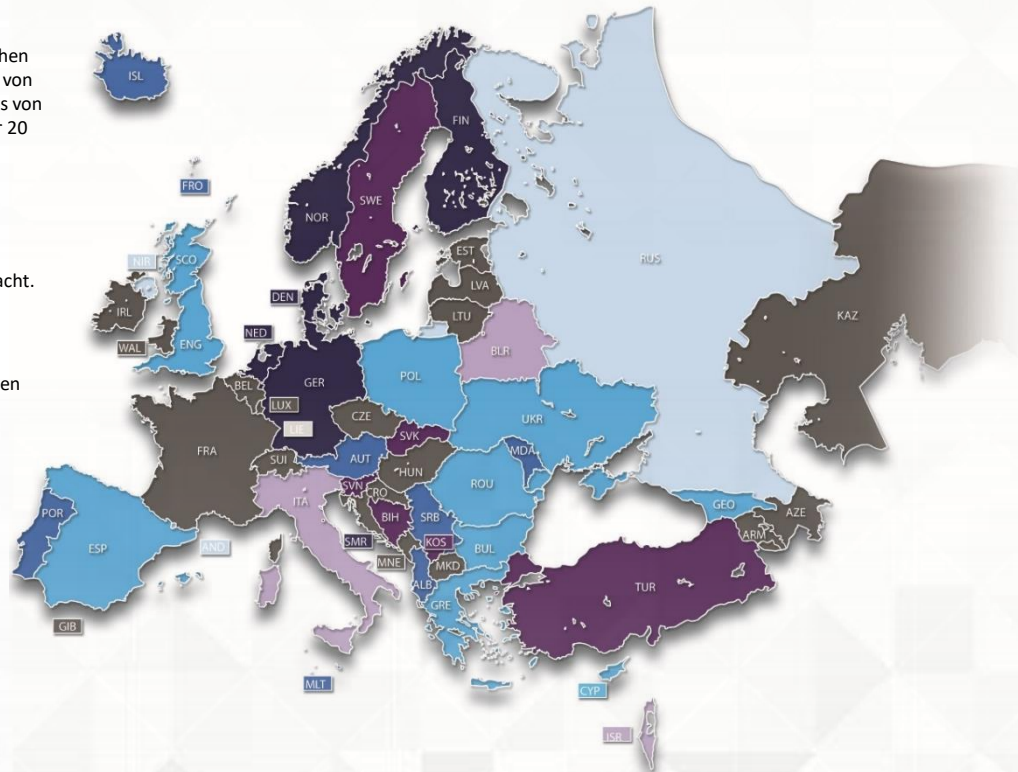 hen
von
s von
r 20
acht.
en
ISL
FRO
FIN
SWE
NOR
RUS
NIR
SCO
IRL
WAL
ENG
DEN
NED
EST
LVA
LTU
BLR
KAZ
BEL
GER
LUX
LIE
POL
CZE
UKR
FRA
SUI
AUT
SVK
HUN
MDA
ROU
SVN
CRO
ITA
BIH
SRB
POR
ESP
AND
SMR
KOS
MNE
MKD
BUL
GEO
ARM
AZE
ALB
GRE
TUR
GIB
MLT
CYP
ISR